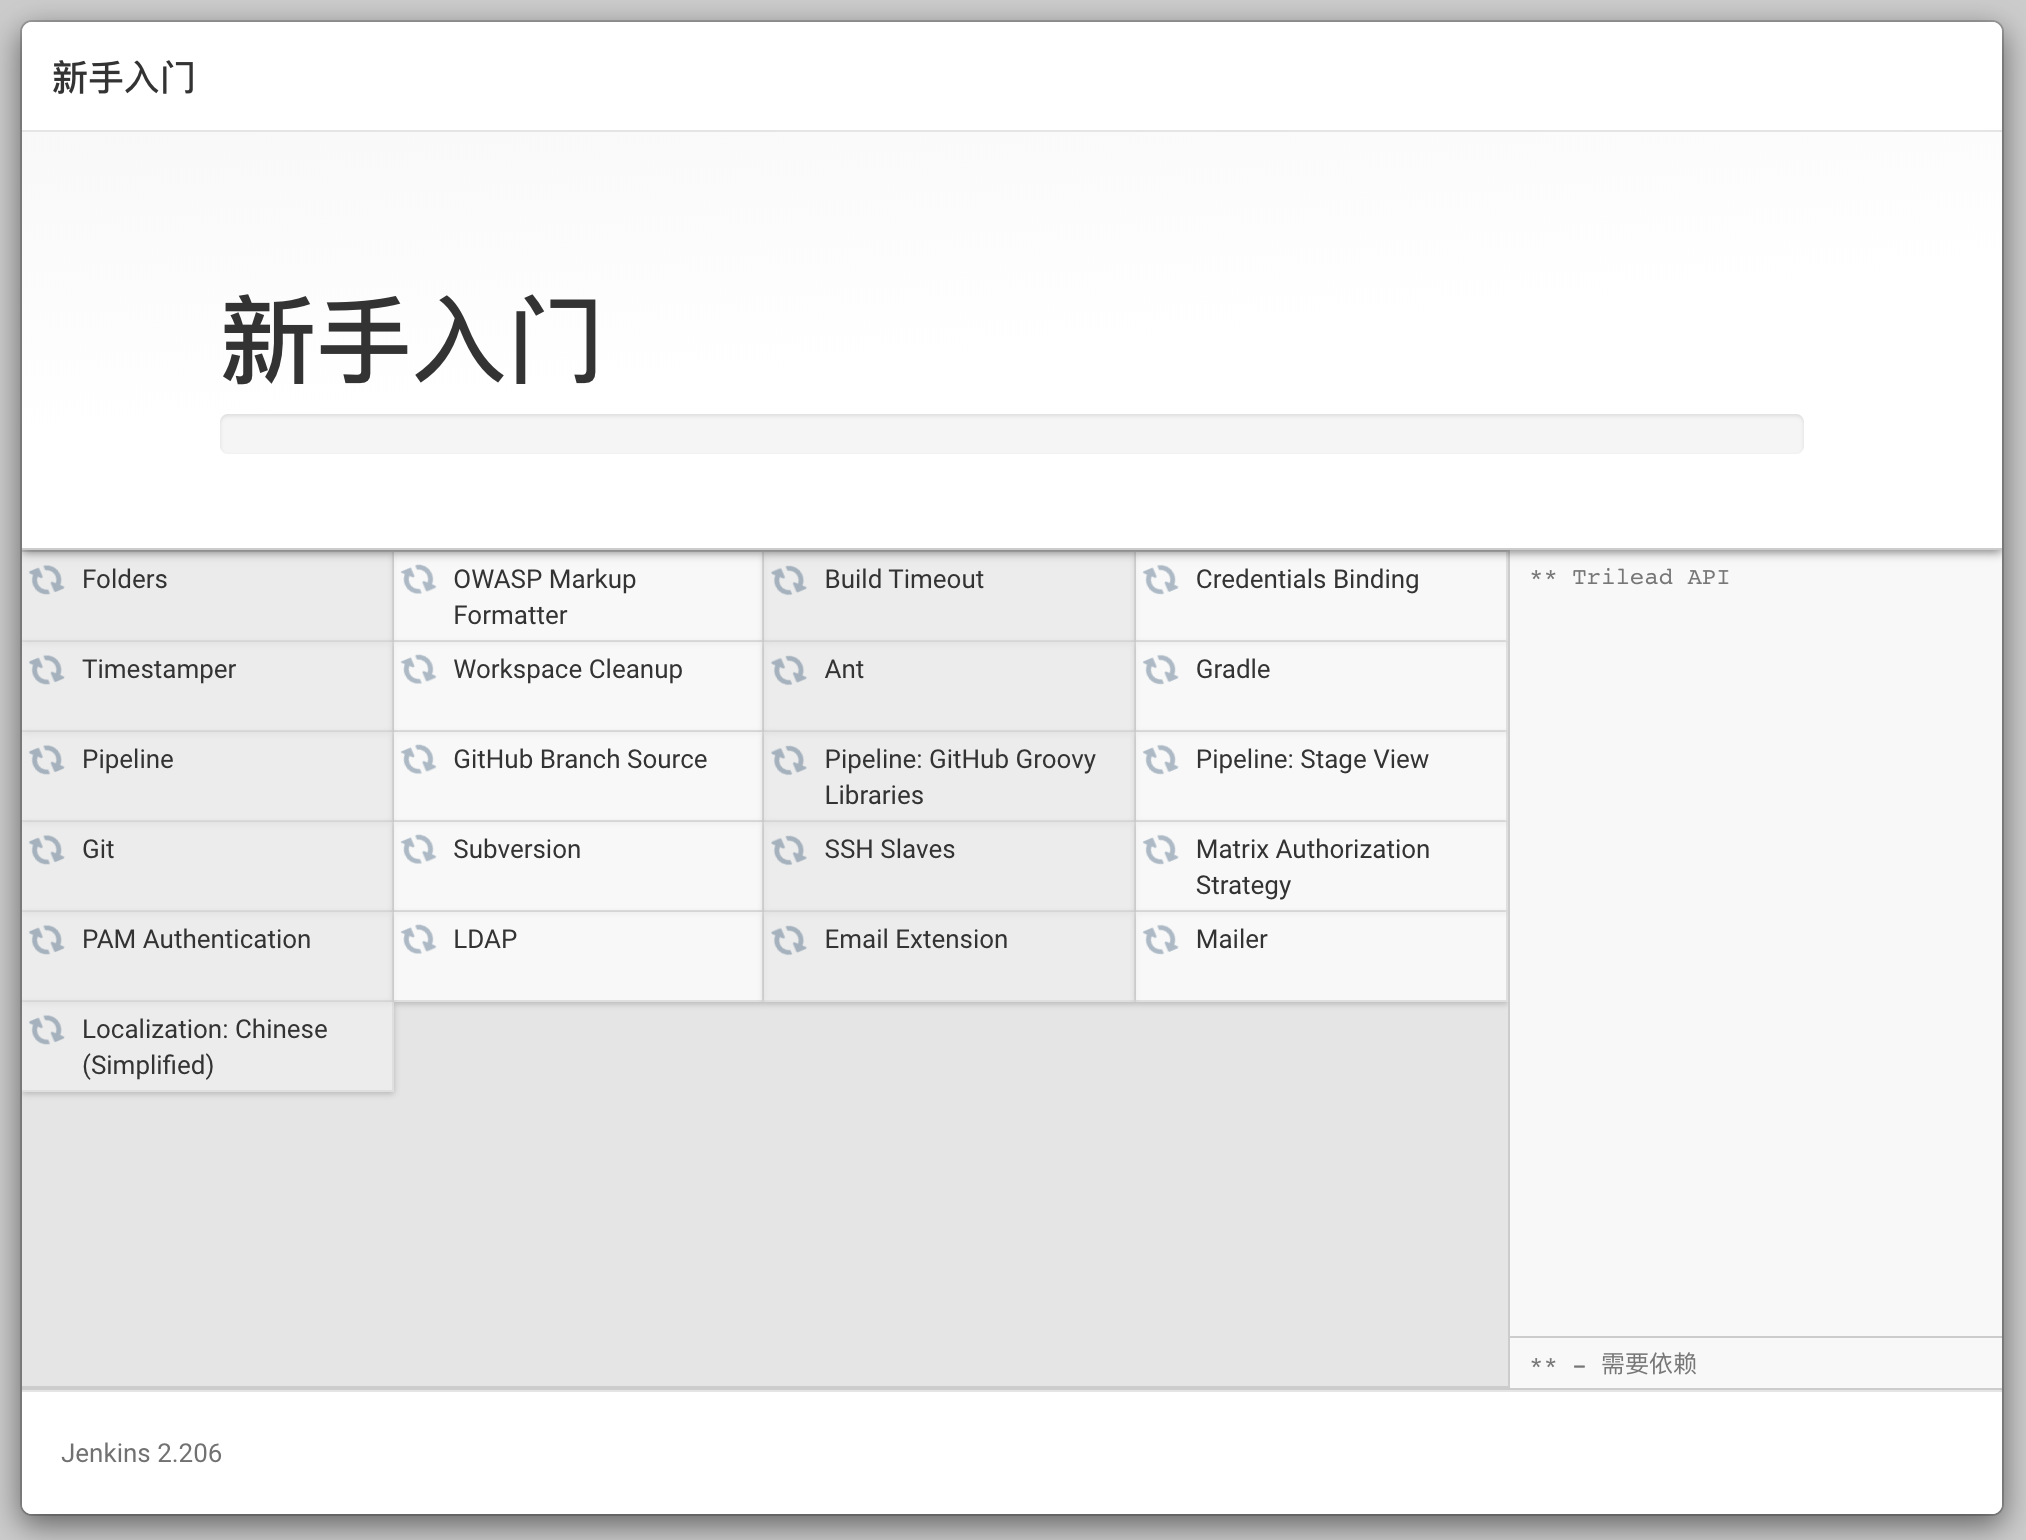 新手入门
新手入门
Folders
OWASP Markup
Formatter
Build Timeout
Credentials Binding
** Trilead API
Timestamper
Workspace Cleanup
Ant
Gradle
Pipeline
GitHub Branch Source
Pipeline: GitHub Groovy
Libraries
Pipeline: Stage View
Git
Subversion
SSH Slaves
Matrix Authorization
Strategy
PAM Authentication
LDAP
Email Extension
Mailer
Localization: Chinese
(Simplified)
** – 需要依赖
Jenkins 2.206